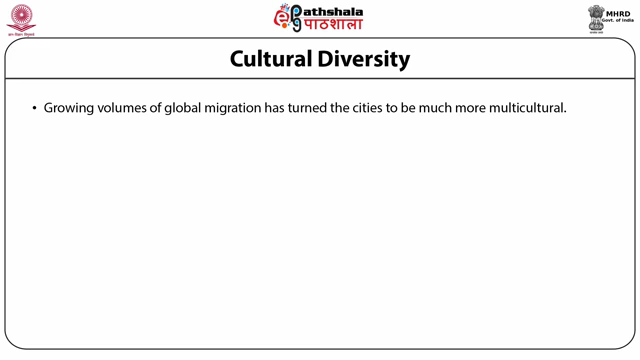 ePathshala
पाठशाला
MHRD
Govt. of India
Cultural Diversity
• Growing volumes of global migration has turned the cities to be much more multicultural.